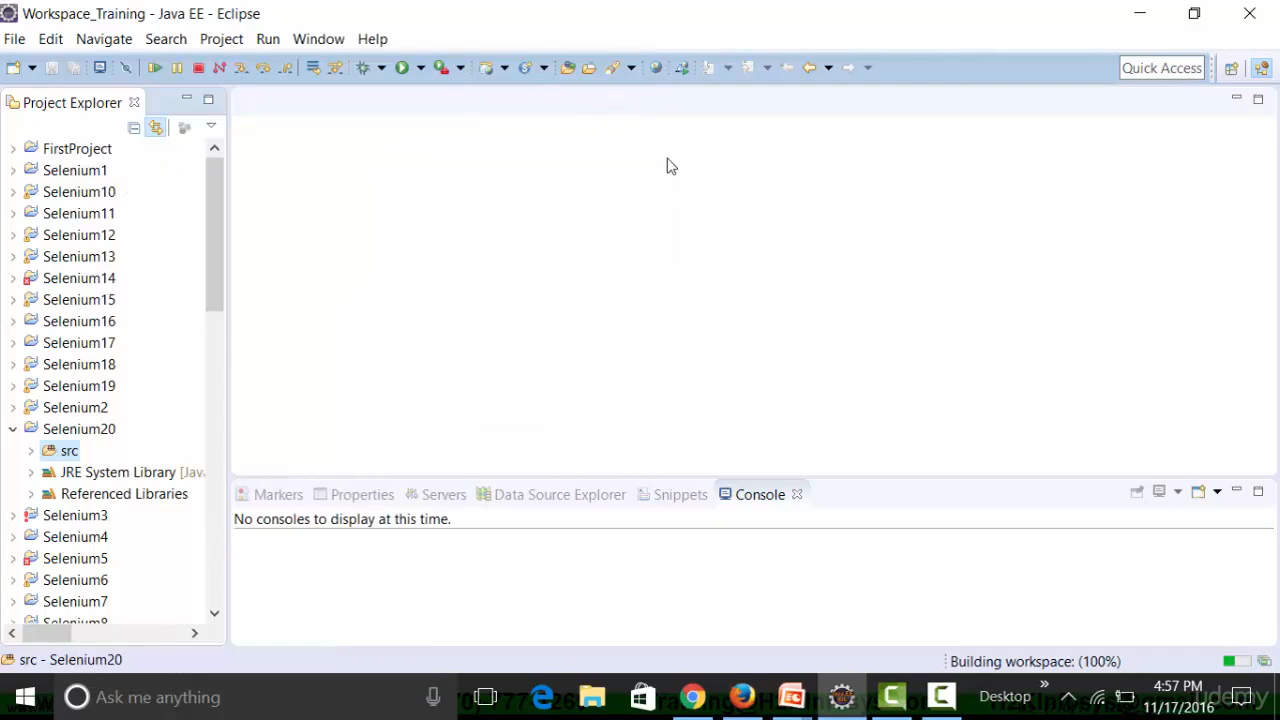 Workspace_Training - Java EE - Eclipse
File Edit Navigate Search Project Run Window Help
Quick Access
Project Explorer
FirstProject
Selenium1
Selenium10
Selenium11
Selenium12
Selenium13
Selenium14
Selenium15
Selenium16
Selenium17
Selenium18
Selenium19
Selenium2
Selenium20
src
JRE System Library [Java
Referenced Libraries
Selenium3
Selenium4
Selenium5
Selenium6
Selenium7
Selenium8
Markers Properties Servers Data Source Explorer Snippets Console
No consoles to display at this time.
src - Selenium20
Building workspace: (100%)
Ask me anything
Desktop
4:57 PM
11/17/2016
Udemy